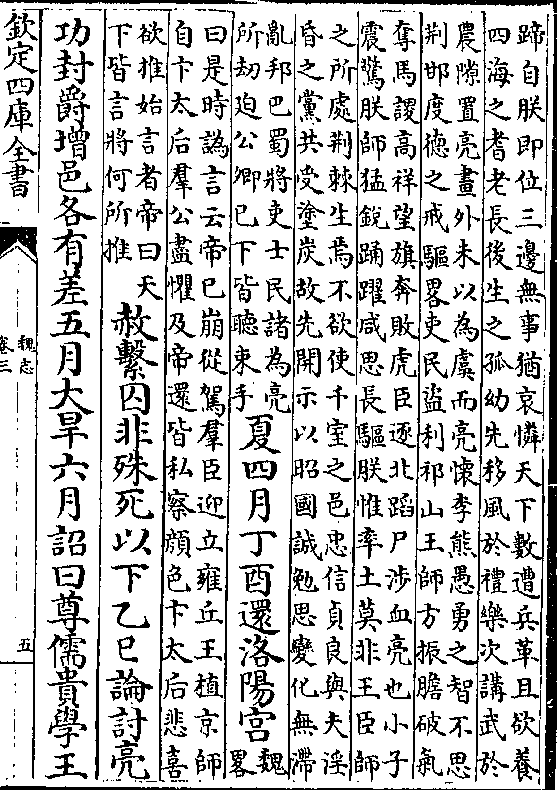 蹄自朕即位三邊無事猶哀憐天下數遭兵革且欲養
四海之耆老長後生之孤幼先移風於禮樂次講武於
農隙置亮畫外未以為虞而亮懷李熊愚勇之智不思
荆邯度德之戒驅畧吏民盜利祁山王師方振膽破氣
奪馬謖高祥望旗奔敗虎臣逐北蹈尸涉血亮也小子
震驚朕師猛銳踊躍咸思長驅朕惟率土莫非王臣師
之所處荆棘生焉不欲使千室之邑忠信貞良與夫淫
昏之黨共受塗炭故先開示以昭國誠勉思變化無滯
亂邦巴蜀將吏士民諸為亮
所劫迫公卿已下皆聽束手
夏四月丁酉還洛陽宮
魏
畧
曰是時譌言云帝已崩從駕羣臣迎立雍丘王植京師
自卞太后羣公盡懼及帝還皆私察顔色卞太后悲喜
欲推始言者帝曰天
下皆言將何所推
赦繫囚非殊死以下乙巳論討亮
功封爵增邑各有差五月大旱六月詔曰尊儒貴學王
欽定四庫全書
魏志
卷三
五